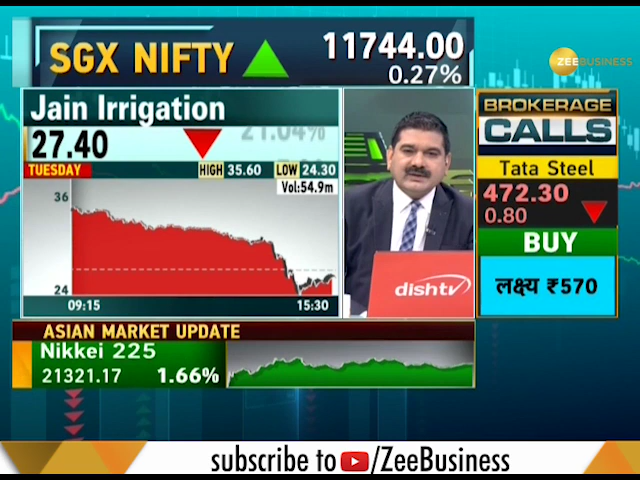 SGX NIFTY
11744.00
0.27%
ZEEBUSINESS
Jain Irrigation
27.40
21.04%
TUESDAY
HIGH 35.60
LOW 24.30
Vol:54.9m
36
24
09:15
15:30
dishtv
BROKERAGE
CALLS
Tata Steel
472.30
0.80
BUY
लक्ष्य ₹570
ASIAN MARKET UPDATE
Nikkei 225
21321.17
1.66%
subscribe to /ZeeBusiness